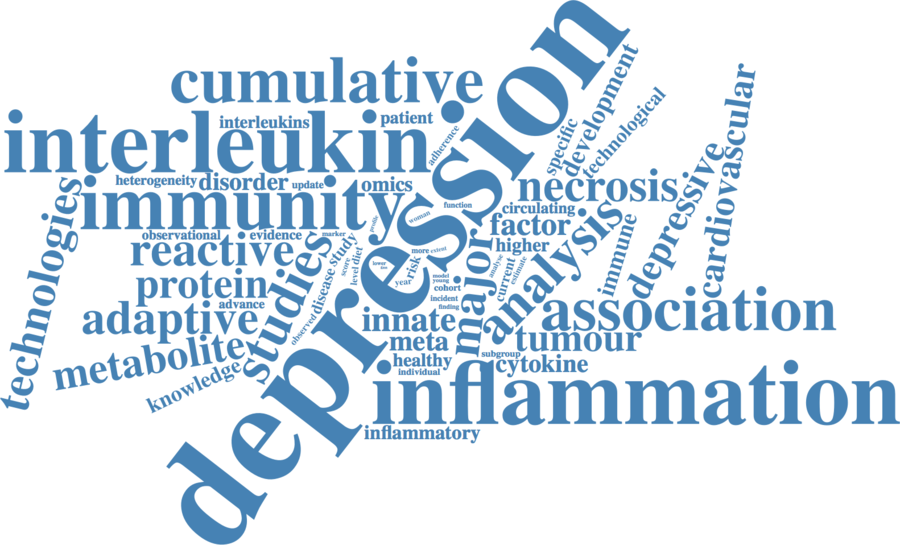 depression
cumulative
interleukin
interleukins
patient
adherence
specific
development
technological
cardiovascular
depressive
heterogeneity
disorder
update
omics
immunity
function
woman
necrosis
circulating
factor
higher
technologies
observational
evidence
marker
profile
reactive
studies
study
disease
observed
score
level
diet
lower
risk
more
extent
year
model
young
cohort
incident
finding
major
analyse
current
estimate
analysis
immune
protein
advance
adaptive
metabolite
knowledge
innate
meta
healthy
individual
subgroup
cytokine
tumour
association
inflammation
inflammatory